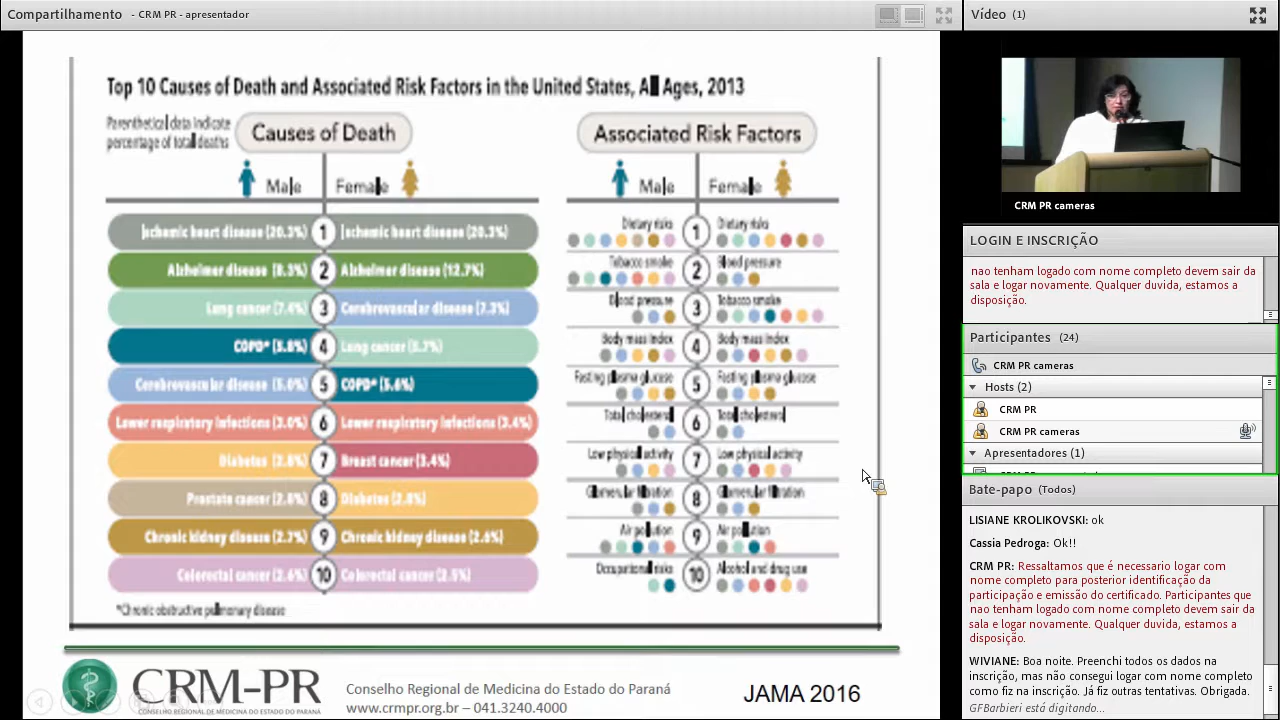 Compartilhamento - CRM PR - apresentador
Top 10 Causes of Death and Associated Risk Factors in the United States, All Ages, 2013
Parenthetical data indicate
percentage of total deaths
Causes of Death
Male
Female
Ischemic heart disease (20.3%) 1 Ischemic heart disease (20.3%)
Alzheimer disease (8.3%) 2 Alzheimer disease (12.7%)
Lung cancer (7.4%) 3 Cerebrovascular disease (7.3%)
COPD* (5.8%) 4 Lung cancer (5.7%)
Cerebrovascular disease (5.0%) 5 COPD* (5.6%)
Lower respiratory infections (3.0%) 6 Lower respiratory infections (3.4%)
Diabetes (2.8%) 7 Breast cancer (3.4%)
Prostate cancer (2.8%) 8 Diabetes (2.8%)
Chronic kidney disease (2.7%) 9 Chronic kidney disease (2.6%)
Colorectal cancer (2.6%) 10 Colorectal cancer (2.5%)
*Chronic obstructive pulmonary disease
Associated Risk Factors
Male
Female
Dietary risks 1 Dietary risks
Tobacco smoke 2 Blood pressure
Blood pressure 3 Tobacco smoke
Body mass index 4 Body mass index
Fasting plasma glucose 5 Fasting plasma glucose
Total cholesterol 6 Total cholesterol
Low physical activity 7 Low physical activity
Glomerular filtration 8 Glomerular filtration
Air pollution 9 Air pollution
Occupational risks 10 Alcohol and drug use
CRM-PR
CONSELHO REGIONAL DE MEDICINA DO ESTADO DO PARANÁ
Conselho Regional de Medicina do Estado do Paraná
www.crmpr.org.br – 041.3240.4000
JAMA 2016
Vídeo (1)
CRM PR cameras
LOGIN E INSCRIÇÃO
nao tenham logado com nome completo devem sair da
sala e logar novamente. Qualquer duvida, estamos a
disposição.
Participantes (24)
CRM PR cameras
Hosts (2)
CRM PR
CRM PR cameras
Apresentadores (1)
Bate-papo (Todos)
LISIANE KROLIKOVSKI: ok
Cassia Pedroga: Ok!!
CRM PR: Ressaltamos que é necessario logar com
nome completo para posterior identificação da
participação e emissão do certificado. Participantes que
nao tenham logado com nome completo devem sair da
sala e logar novamente. Qualquer duvida, estamos a
disposição.
WIVIANE: Boa noite. Preenchi todos os dados na
inscrição, mas não consegui logar com nome completo
como fiz na inscrição. Já fiz outras tentativas. Obrigada.
GFBarbieri está digitando...